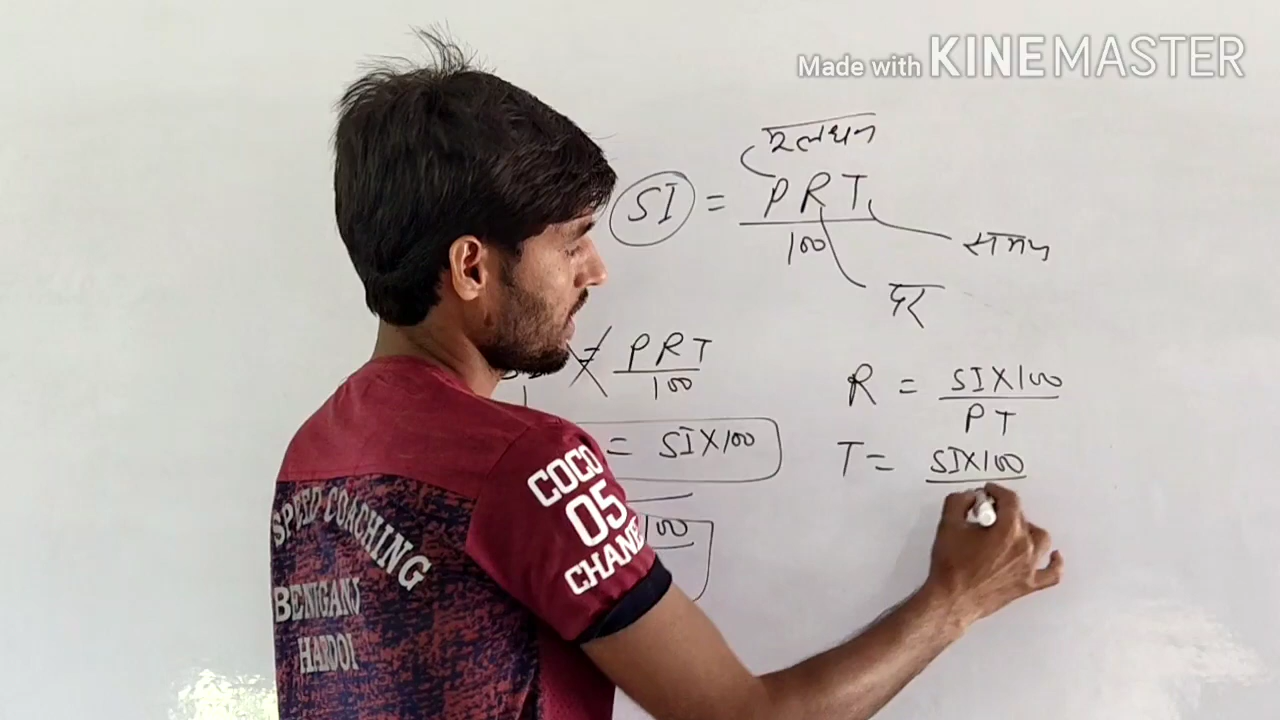 Made with KINEMASTER
मूलधन
SI = PRT
100
समय
दर
= PRT
100
R = SI×100
PT
= SI×100
T = SI×100
100
COCO
05
CHANE
SPEED COACHING
BENIGANJ
HARDOI